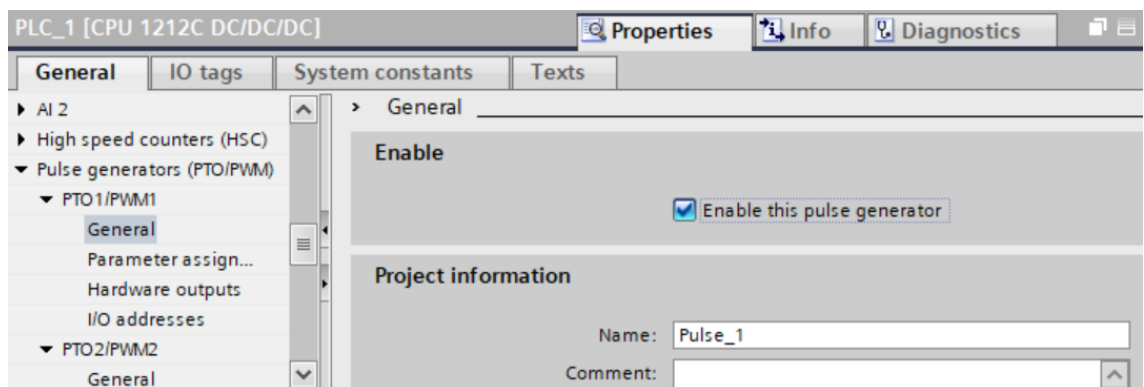 PLC_1 [CPU 1212C DC/DC/DC]
Properties
Info
Diagnostics
General
IO tags
System constants
Texts
AI 2
High speed counters (HSC)
Pulse generators (PTO/PWM)
PTO1/PWM1
General
Parameter assign...
Hardware outputs
I/O addresses
PTO2/PWM2
General
General
Enable
Enable this pulse generator
Project information
Name: Pulse_1
Comment: